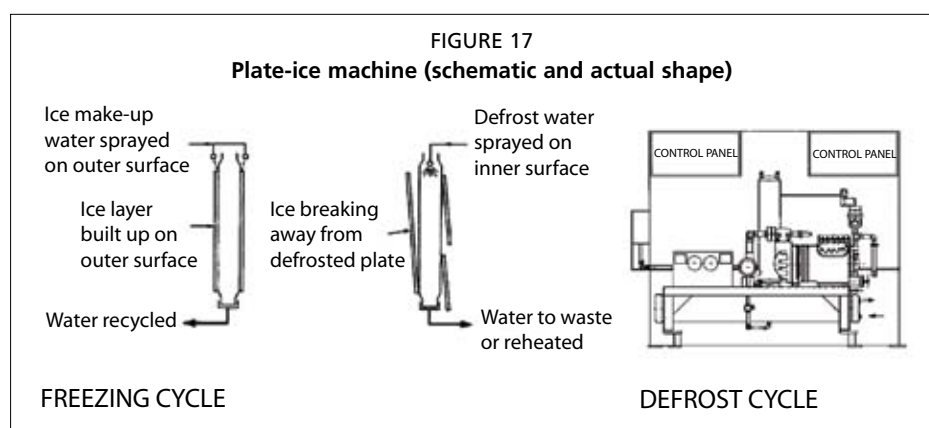 FIGURE 17
Plate-ice machine (schematic and actual shape)
Ice make-up
water sprayed
on outer surface
Ice layer
built up on
outer surface
Water recycled
FREEZING CYCLE
Defrost water
sprayed on
inner surface
Ice breaking
away from
defrosted plate
Water to waste
or reheated
CONTROL PANEL
CONTROL PANEL
DEFROST CYCLE